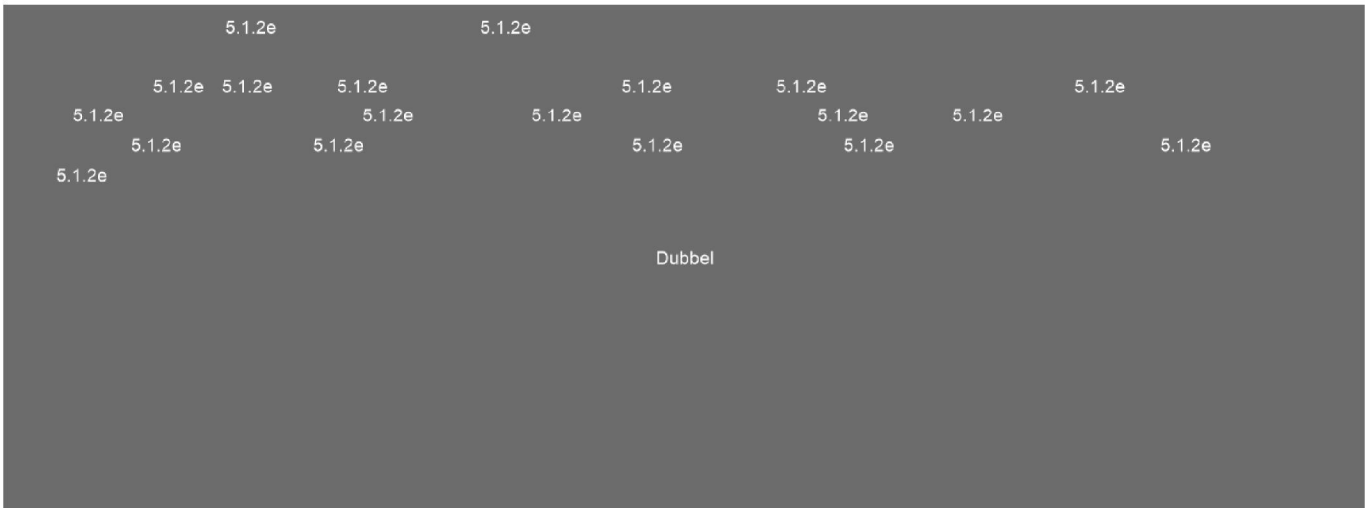 5.1.2e 5.1.2e
5.1.2e 5.1.2e 5.1.2e 5.1.2e 5.1.2e 5.1.2e
5.1.2e 5.1.2e 5.1.2e 5.1.2e 5.1.2e
5.1.2e 5.1.2e 5.1.2e 5.1.2e 5.1.2e
5.1.2e
Dubbel